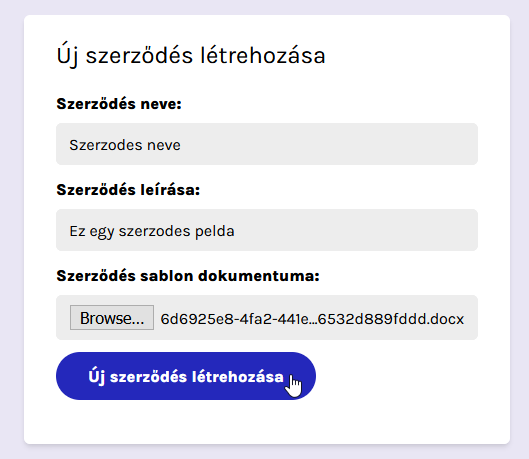 Új szerződés létrehozása
Szerződés neve:
Szerzodes neve
Szerződés leírása:
Ez egy szerzodes pelda
Szerződés sablon dokumentuma:
Browse... 6d6925e8-4fa2-441e...6532d889fddd.docx
Új szerződés létrehozása